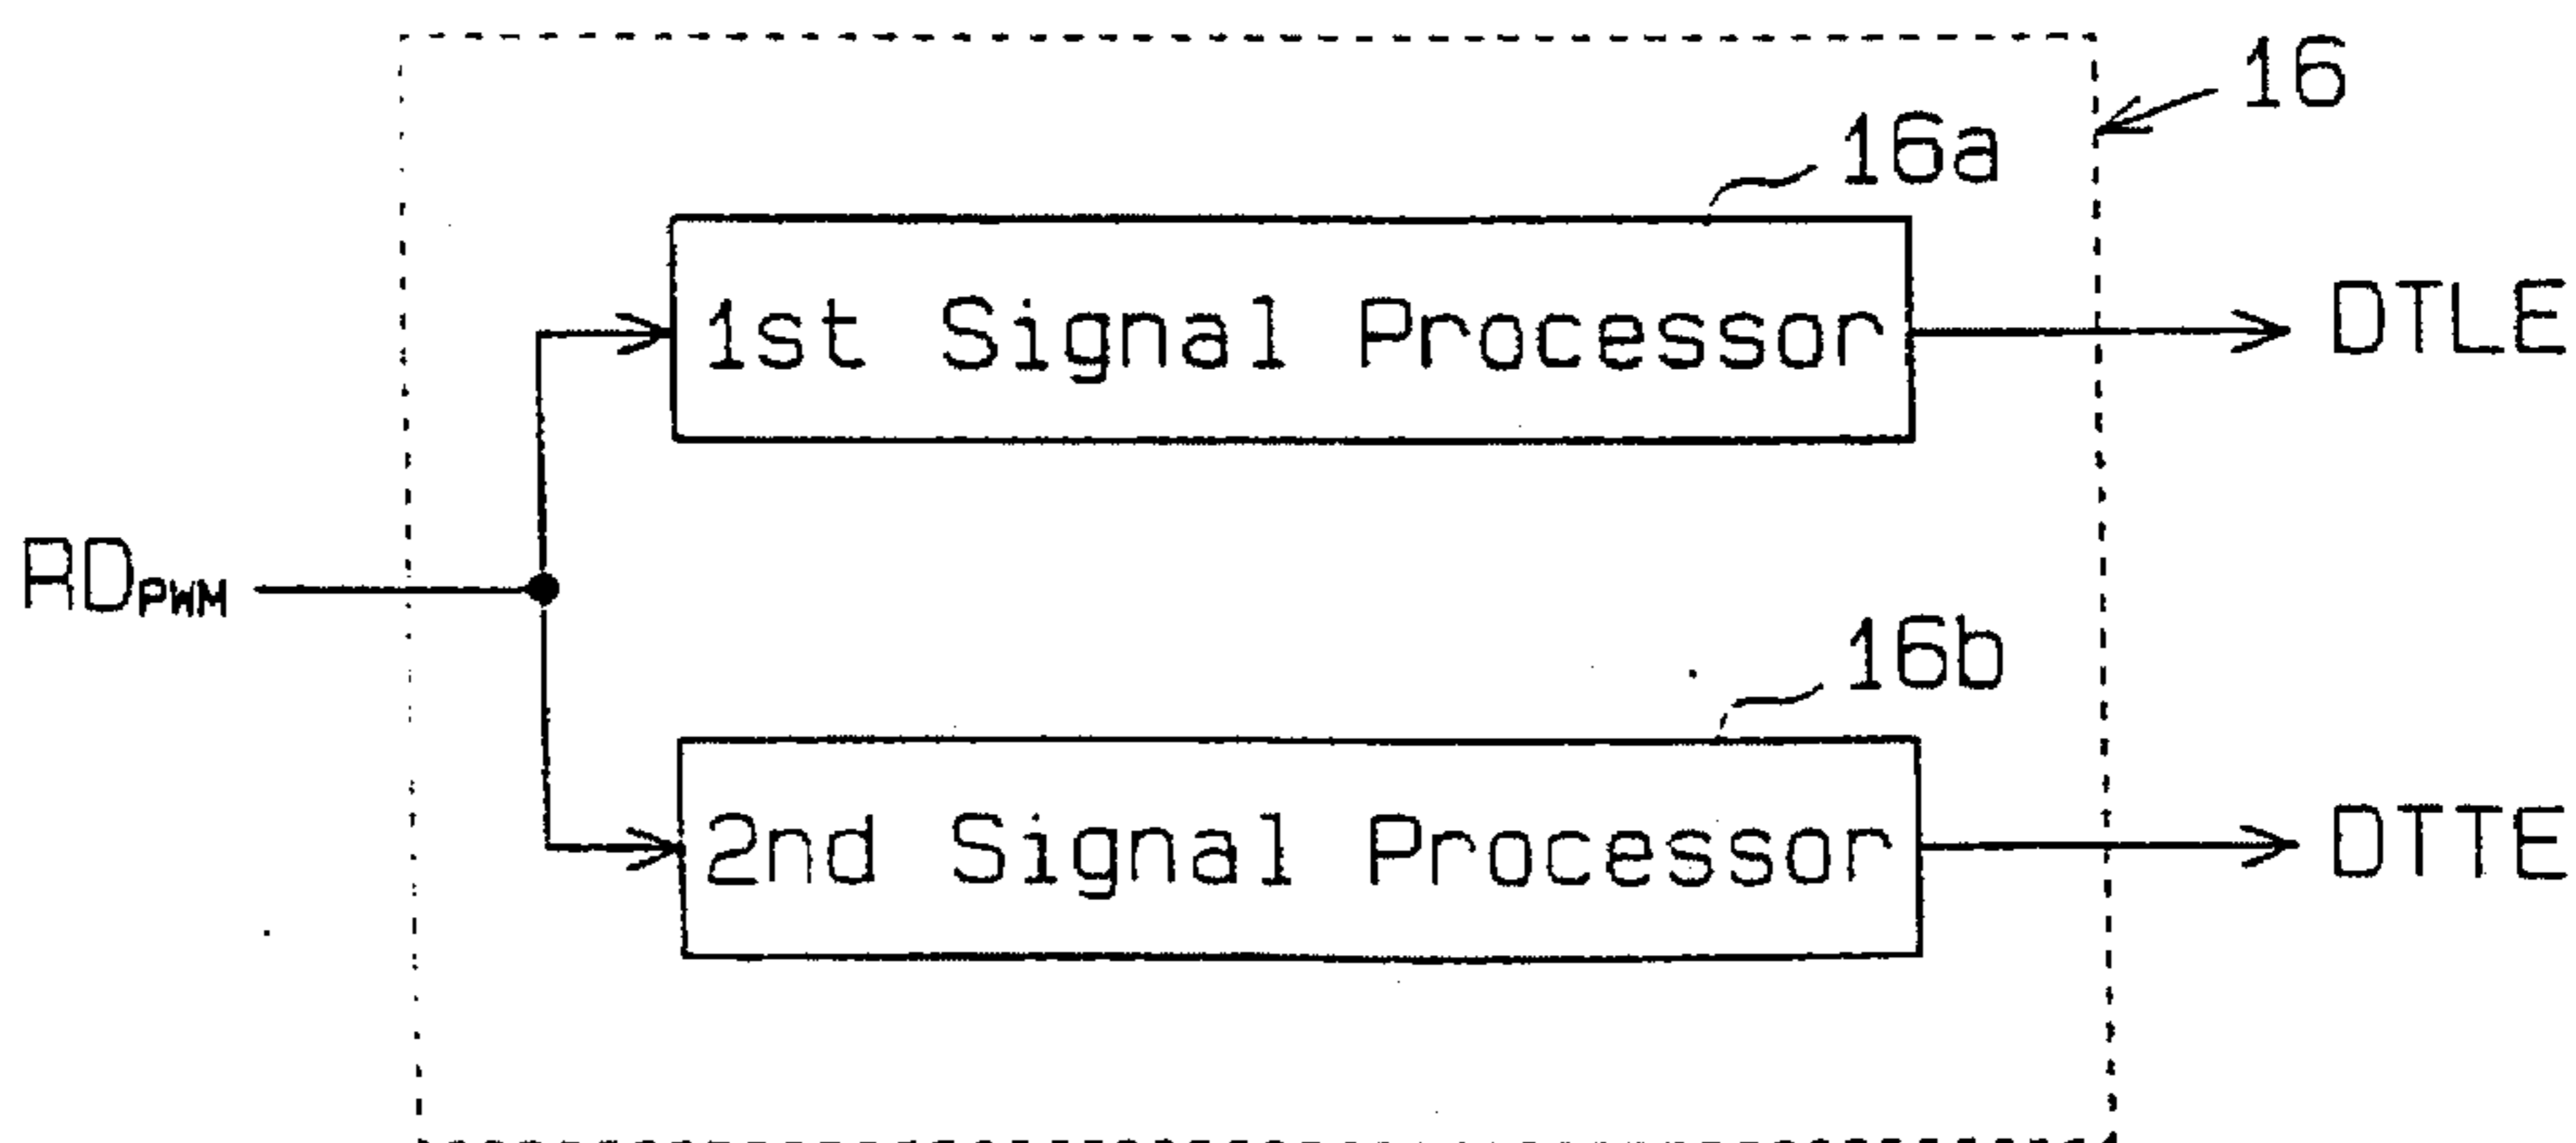 16
16a
1st Signal Processor
DTLE
RDPWM
16b
2nd Signal Processor
DTTE